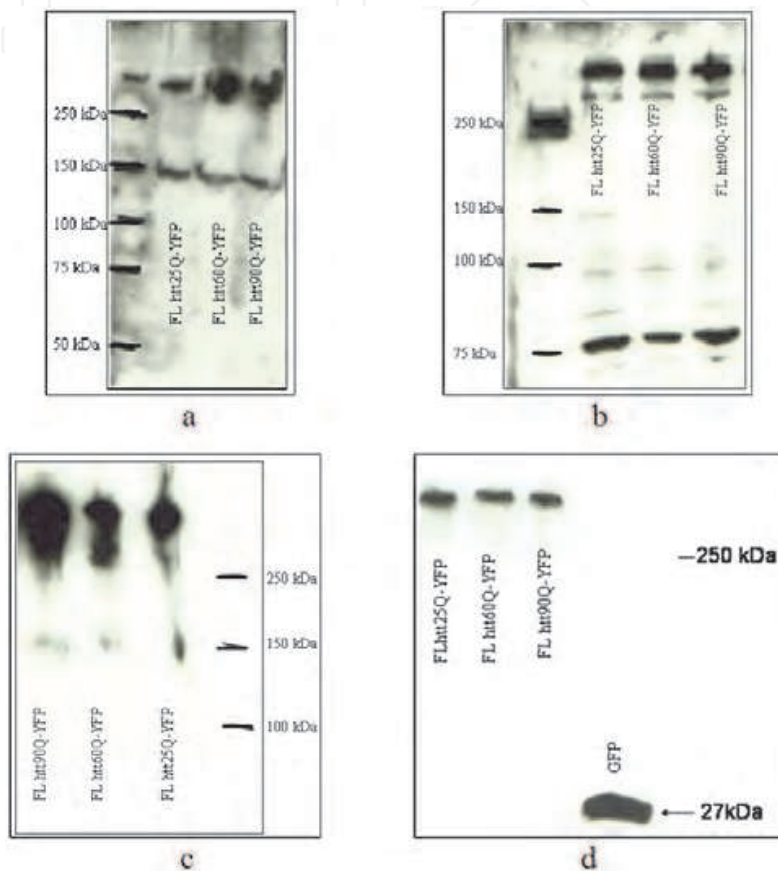 250 kDa
150 kDa
100 kDa
75 kDa
50 kDa
FL htt25Q-YFP
FL htt60Q-YFP
FL htt90Q-YFP
a
250 kDa
150 kDa
100 kDa
75 kDa
FL htt25Q-YFP
FL htt60Q-YFP
FL htt90Q-YFP
b
FL htt90Q-YFP
FL htt60Q-YFP
FL htt25Q-YFP
250 kDa
150 kDa
100 kDa
c
FLhtt25Q-YFP
FL htt60Q-YFP
FL htt90Q-YFP
250 kDa
GFP
27kDa
d